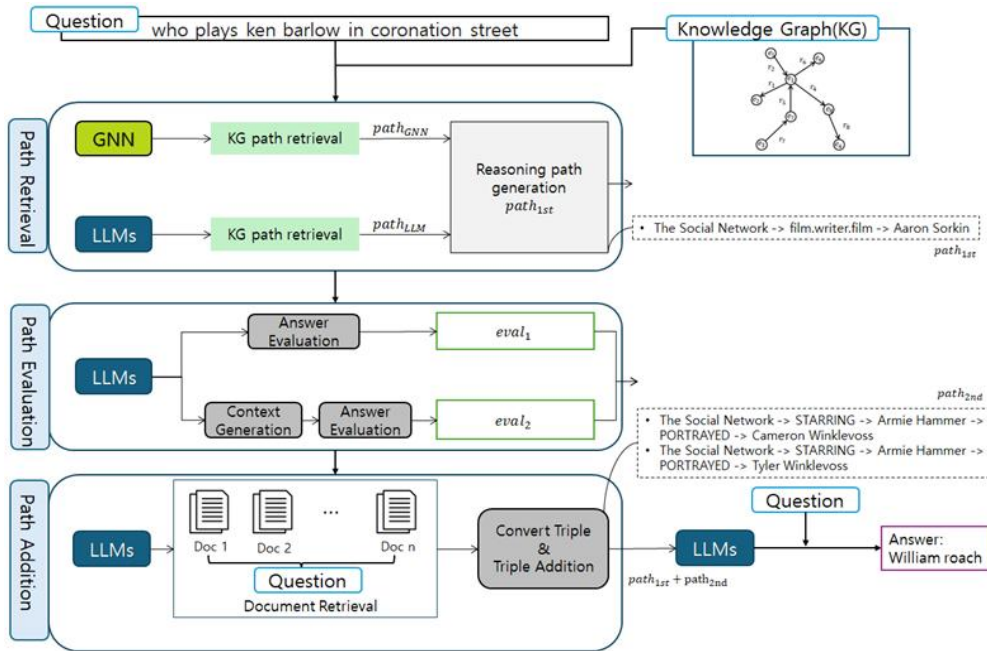 Question
who plays ken barlow in coronation street
Knowledge Graph(KG)
Path Retrieval
GNN
KG path retrieval
path_GNN
LLMs
KG path retrieval
path_LLM
Reasoning path
generation
path_1st
• The Social Network -> film.writer.film -> Aaron Sorkin
path_1st
Path Evaluation
LLMs
Answer
Evaluation
eval_1
Context
Generation
Answer
Evaluation
eval_2
path_2nd
• The Social Network -> STARRING -> Armie Hammer ->
PORTRAYED -> Cameron Winklevoss
• The Social Network -> STARRING -> Armie Hammer ->
PORTRAYED -> Tyler Winklevoss
Path Addition
LLMs
Doc 1
Doc 2
...
Doc n
Question
Document Retrieval
Convert Triple
&
Triple Addition
path_1st + path_2nd
LLMs
Question
Answer:
William roach